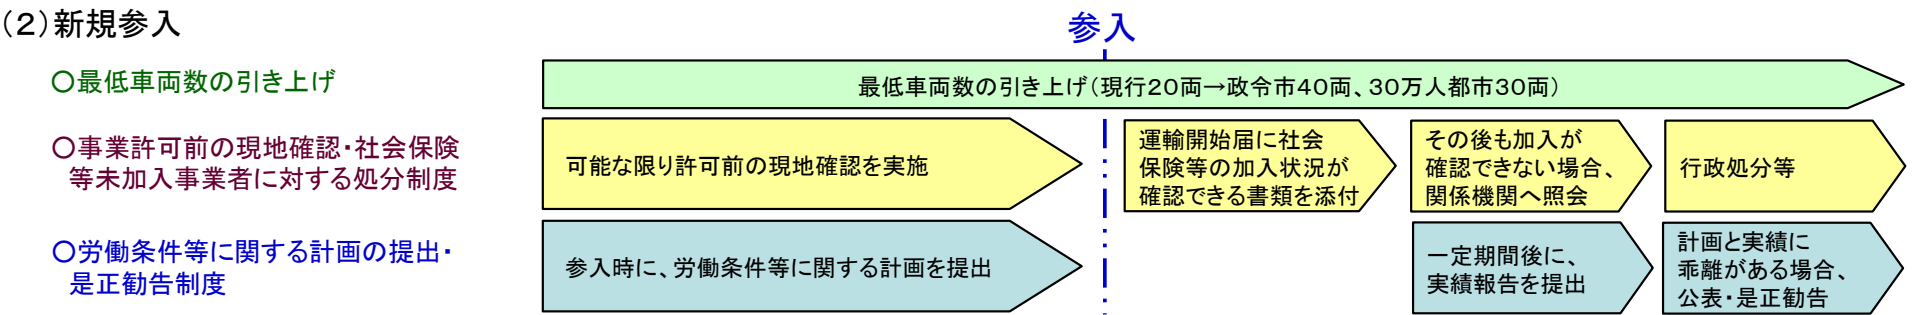 （２）新規参入
参入
〇最低車両数の引き上げ
最低車両数の引き上げ（現行２０両→政令市４０両、３０万人都市３０両）
〇事業許可前の現地確認・社会保険
等未加入事業者に対する処分制度
可能な限り許可前の現地確認を実施
運輸開始届に社会
保険等の加入状況が
確認できる書類を添付
その後も加入が
確認できない場合、
関係機関へ照会
行政処分等
〇労働条件等に関する計画の提出・
是正勧告制度
参入時に、労働条件等に関する計画を提出
一定期間後に、
実績報告を提出
計画と実績に
乖離がある場合、
公表・是正勧告